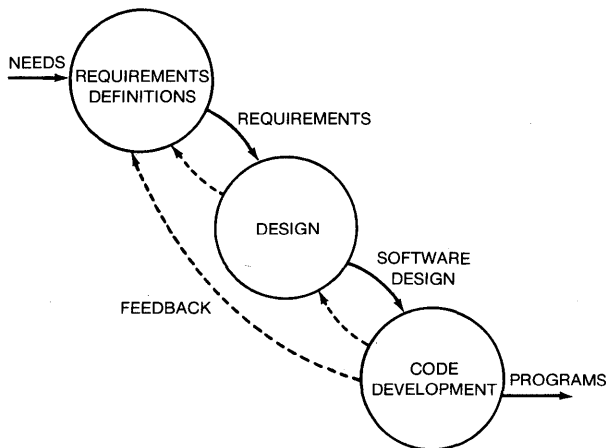 NEEDS
REQUIREMENTS
DEFINITIONS
REQUIREMENTS
DESIGN
SOFTWARE
DESIGN
FEEDBACK
CODE
DEVELOPMENT
PROGRAMS